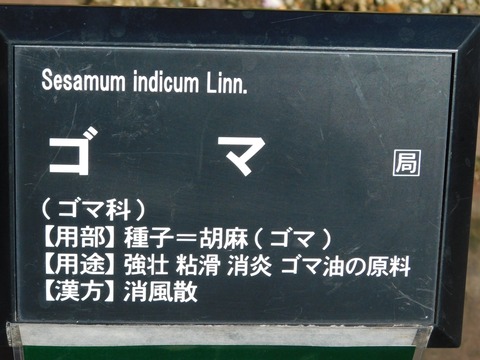 Sesamum indicum Linn.
ゴマ 局
(ゴマ科)
【用部】種子＝胡麻(ゴマ)
【用途】強壮 粘滑 消炎 ゴマ油の原料
【漢方】消風散